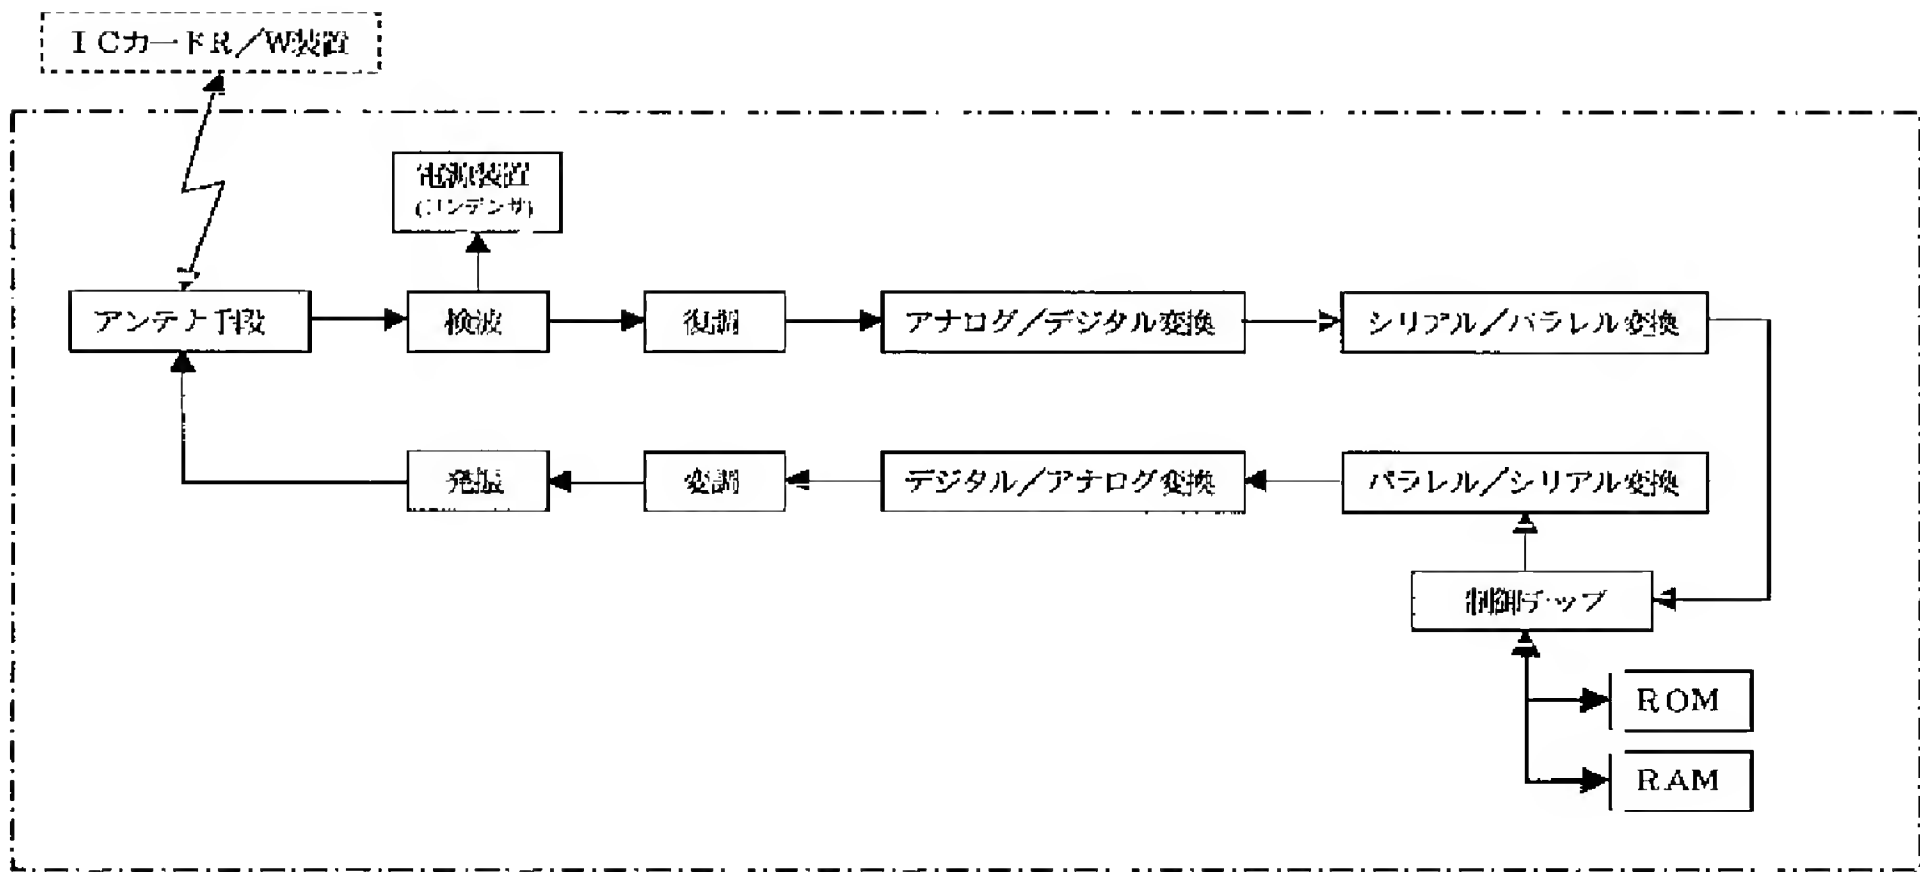 ＩＣカードＲ／Ｗ装置
電源装置
(コンデンサ)
アンテナ手段
検波
復調
アナログ／デジタル変換
シリアル／パラレル変換
発振
変調
デジタル／アナログ変換
パラレル／シリアル変換
制御チップ
ＲＯＭ
ＲＡＭ